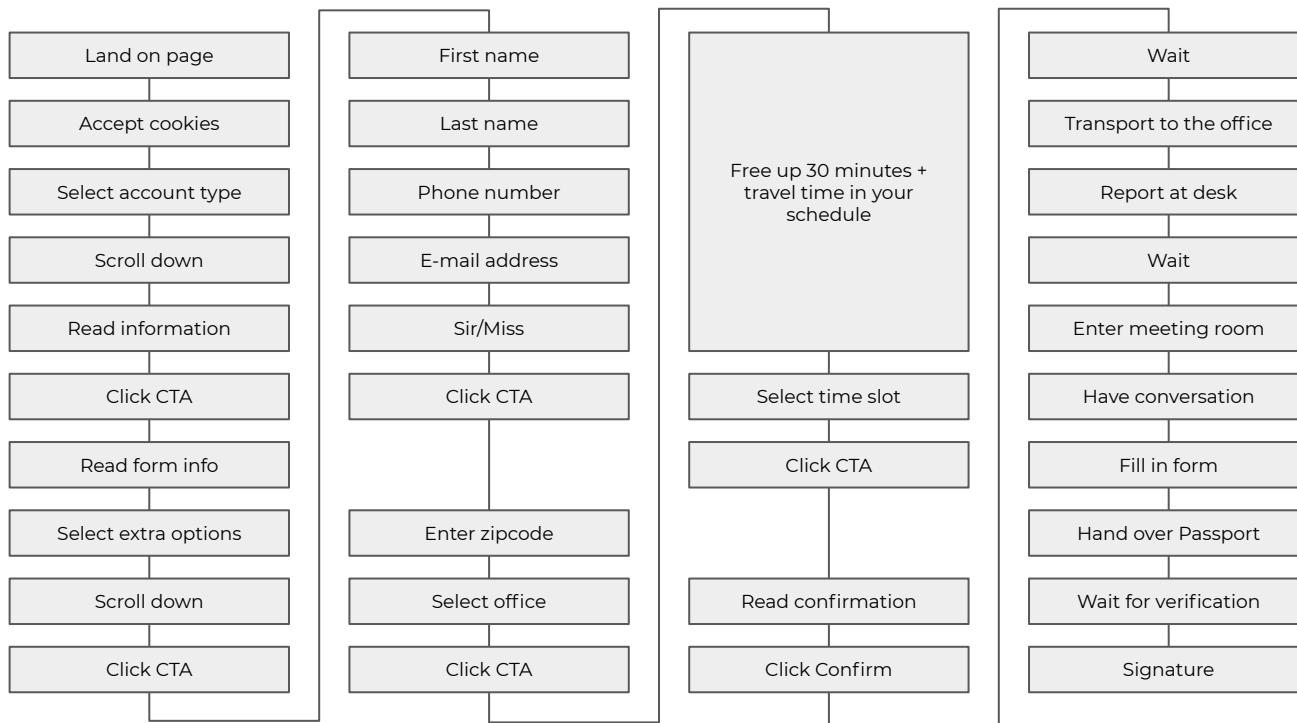 Land on page
Accept cookies
Select account type
Scroll down
Read information
Click CTA
Read form info
Select extra options
Scroll down
Click CTA
First name
Last name
Phone number
E-mail address
Sir/Miss
Click CTA
Enter zipcode
Select office
Click CTA
Free up 30 minutes +
travel time in your
schedule
Select time slot
Click CTA
Read confirmation
Click Confirm
Wait
Transport to the office
Report at desk
Wait
Enter meeting room
Have conversation
Fill in form
Hand over Passport
Wait for verification
Signature